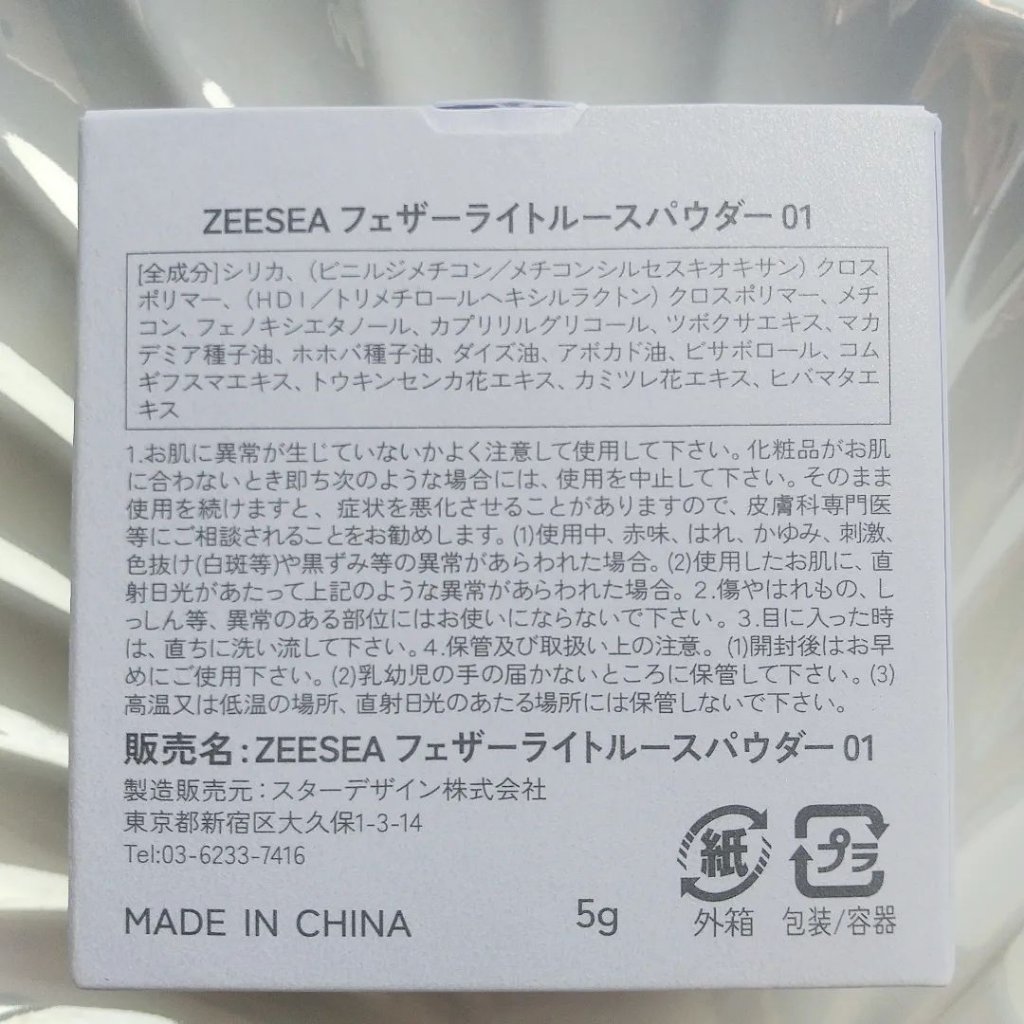 ZEESEA フェザーライトルースパウダー 01
[全成分]シリカ、(ビニルジメチコン／メチコンシルセスキオキサン) クロス
ポリマー、(HDI／トリメチロールヘキシルラクトン) クロスポリマー、メチ
コン、フェノキシエタノール、カプリリルグリコール、ツボクサエキス、マカ
デミア種子油、ホホバ種子油、ダイズ油、アボカド油、ビサボロール、コム
ギフスマエキス、トウキンセンカ花エキス、カミツレ花エキス、ヒバマタエ
キス
1.お肌に異常が生じていないかよく注意して使用して下さい。化粧品がお肌
に合わないとき即ち次のような場合には、使用を中止して下さい。そのまま
使用を続けますと、症状を悪化させることがありますので、皮膚科専門医
等にご相談されることをお勧めします。(1)使用中、赤味、はれ、かゆみ、刺激、
色抜け(白斑等)や黒ずみ等の異常があらわれた場合。(2)使用したお肌に、直
射日光があたって上記のような異常があらわれた場合。2.傷やはれもの、し
っしん等、異常のある部位にはお使いにならないで下さい。3.目に入った時
は、直ちに洗い流して下さい。4.保管及び取扱い上の注意。(1)開封後はお早
めにご使用下さい。(2)乳幼児の手の届かないところに保管して下さい。(3)
高温又は低温の場所、直射日光のあたる場所には保管しないで下さい。
販売名:ZEESEA フェザーライトルースパウダー 01
製造販売元:スターデザイン株式会社
東京都新宿区大久保1-3-14
Tel:03-6233-7416
紙 プラ
MADE IN CHINA 5g 外箱 包装/容器